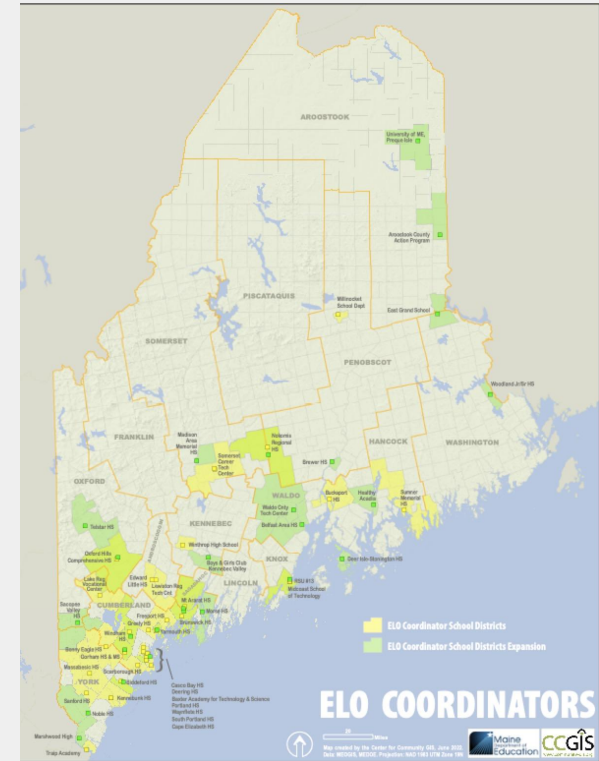 AROOSTOOK
University of ME,
Presque Isle
Aroostook County
Action Program
PISCATAQUIS
Millinocket
School Dept
East Grand School
SOMERSET
PENOBSCOT
Woodland Jr/Sr HS
FRANKLIN
Madison
Area
Memorial
HS
Somerset
Career
Tech
Center
Nokomis
Regional
HS
HANCOCK
WASHINGTON
Brewer HS
OXFORD
Bucksport
HS
Healthy
Acadia
Sumner
Memorial
HS
WALDO
Waldo Cnty
Tech Center
Belfast Area HS
Telstar HS
KENNEBEC
Winthrop High School
Oxford Hills
Comprehensive HS
Boys & Girls Club
Kennebec Valley
KNOX
Deer Isle-Stonington HS
Lake Reg
Vocational
Center
Edward
Little HS
Lewiston Reg
Tech Cnt
LINCOLN
RSU #13
Midcoast School
of Technology
Sacopee
Valley
HS
CUMBERLAND
Mt Ararat HS
Morse HS
Freeport HS
Brunswick HS
Windham
HS
Greely HS
Yarmouth HS
ELO Coordinator School Districts
Bonny Eagle HS
Gorham HS & MS
ELO Coordinator School Districts Expansion
Massabesic HS
Scarborough HS
YORK
Biddeford HS
Casco Bay HS
Deering HS
Baxter Academy for Technology & Science
Portland HS
Waynflete HS
South Portland HS
Cape Elizabeth HS
Sanford HS
Kennebunk HS
Noble HS
ELO COORDINATORS
Marshwood High
Traip Academy
Miles
Map created by the Center for Community GIS, June 2023.
Maine
Department of
Education
CCGIS